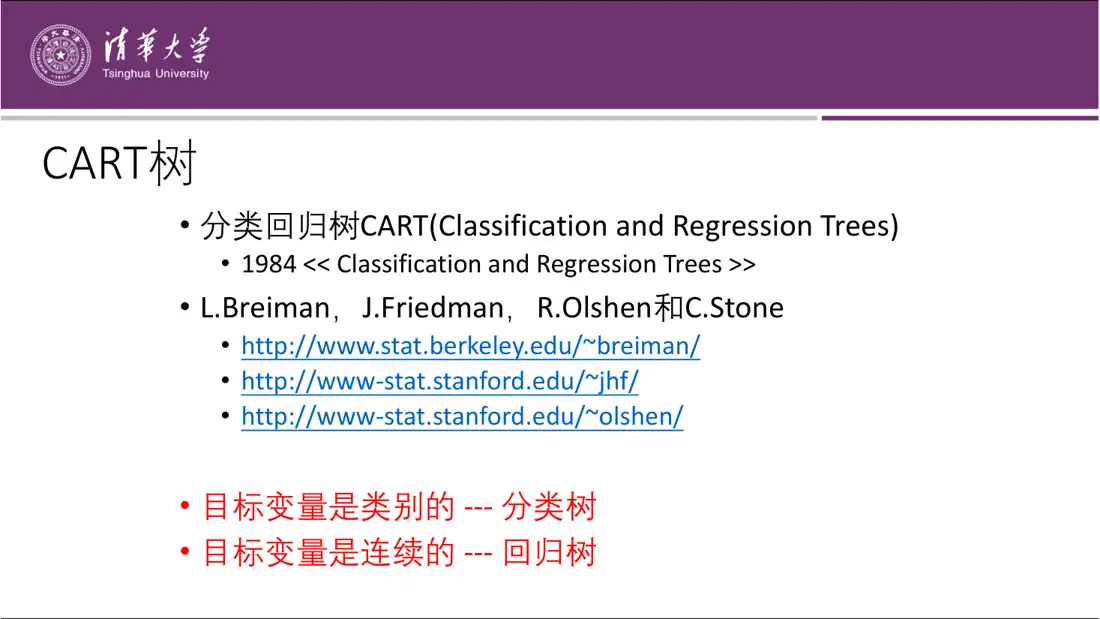 清华大学
Tsinghua University
CART树
• 分类回归树CART(Classification and Regression Trees)
• 1984 << Classification and Regression Trees >>
• L.Breiman，J.Friedman，R.Olshen和C.Stone
• http://www.stat.berkeley.edu/~breiman/
• http://www-stat.stanford.edu/~jhf/
• http://www-stat.stanford.edu/~olshen/
• 目标变量是类别的 --- 分类树
• 目标变量是连续的 --- 回归树